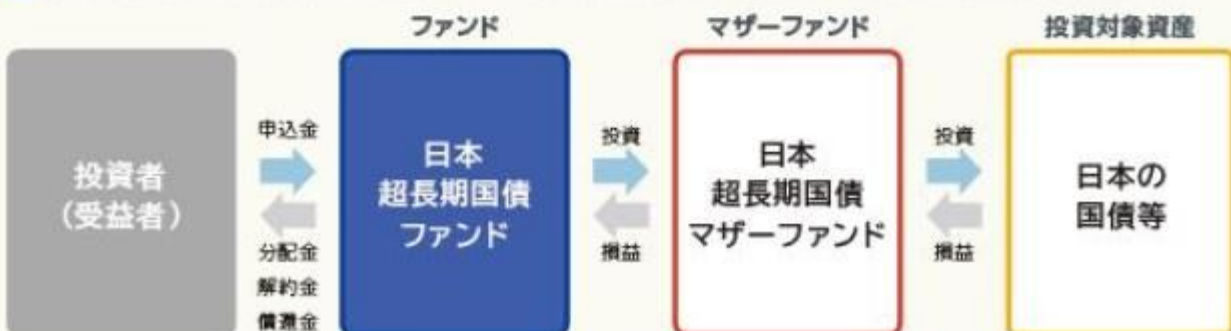 ファンド
マザーファンド
投資対象資産
投資者
（受益者）
申込金
分配金
解約金
償還金
日本
超長期国債
ファンド
投資
損益
日本
超長期国債
マザーファンド
投資
損益
日本の
国債等